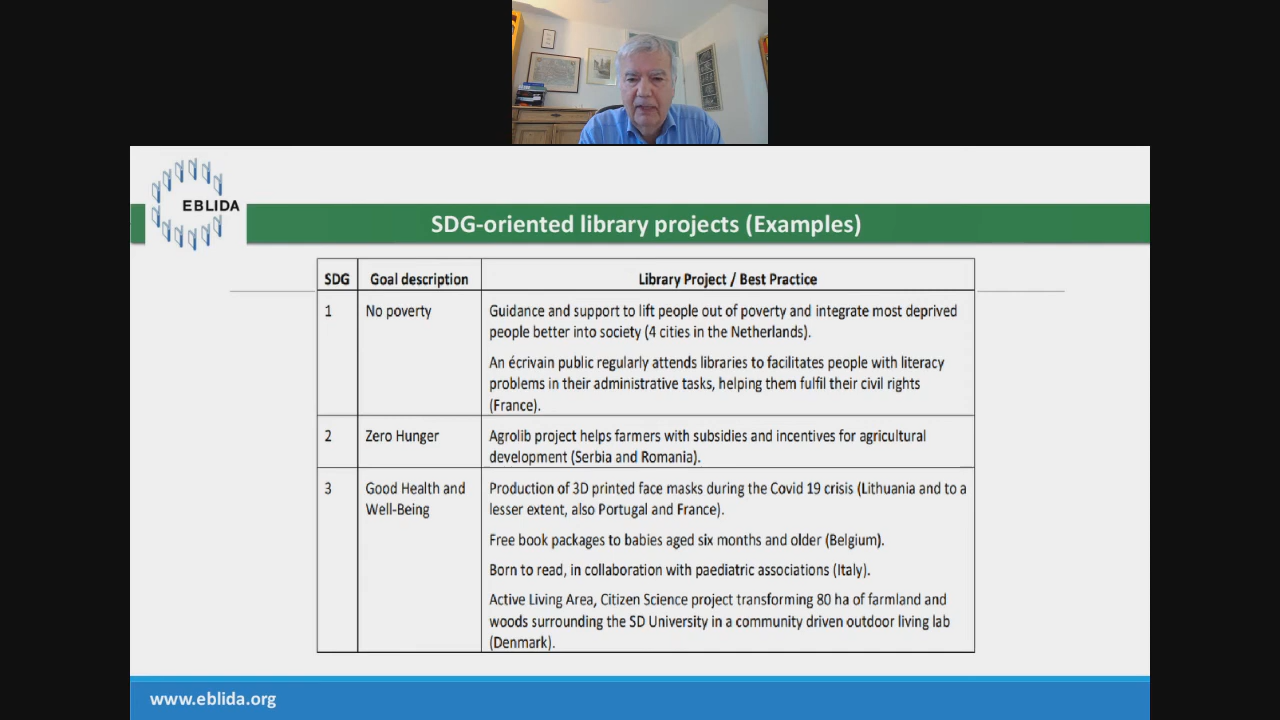 EBLIDA
SDG-oriented library projects (Examples)
SDG Goal description Library Project / Best Practice
1 No poverty Guidance and support to lift people out of poverty and integrate most deprived
people better into society (4 cities in the Netherlands).
An écrivain public regularly attends libraries to facilitates people with literacy
problems in their administrative tasks, helping them fulfil their civil rights
(France).
2 Zero Hunger Agrolib project helps farmers with subsidies and incentives for agricultural
development (Serbia and Romania).
3 Good Health and Production of 3D printed face masks during the Covid 19 crisis (Lithuania and to a
Well-Being lesser extent, also Portugal and France).
Free book packages to babies aged six months and older (Belgium).
Born to read, in collaboration with paediatric associations (Italy).
Active Living Area, Citizen Science project transforming 80 ha of farmland and
woods surrounding the SD University in a community driven outdoor living lab
(Denmark).
www.eblida.org